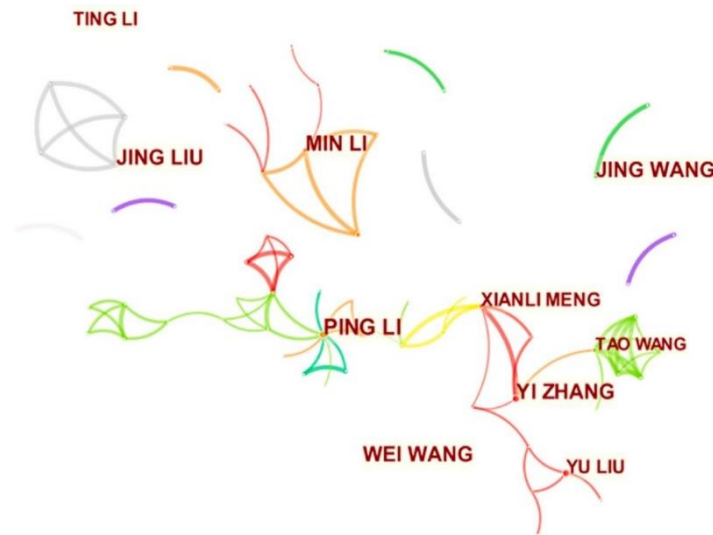 TING LI
MIN LI
JING LIU
JING WANG
XIANLI MENG
PING LI
TAO WANG
YI ZHANG
WEI WANG
YU LIU